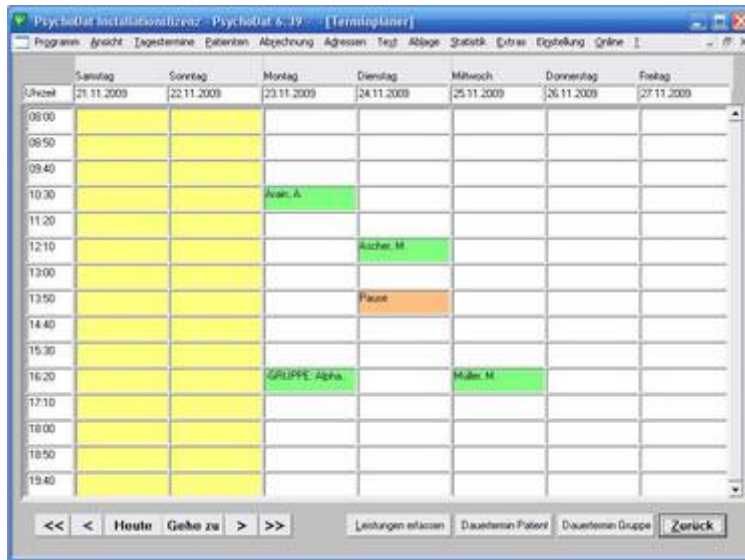 PsychoDat Installationslizenz - PsychoDat 6.39 - - [Terminplaner]
Programm Ansicht Tagestermine Patienten Abrechnung Adressen Text Ablage Statistik Extras Einstellung Online ?
Samstag Sonntag Montag Dienstag Mittwoch Donnerstag Freitag
Uhrzeit 21.11.2009 22.11.2009 23.11.2009 24.11.2009 25.11.2009 26.11.2009 27.11.2009
08:00
08:50
09:40
10:30 A.
11:20
12:10 Ascher, M.
13:00
13:50 Pause
14:40
15:30
16:20 -GRUPPE: Alpha. Müller, M.
17:10
18:00
18:50
19:40
<< < Heute Gehe zu > >> Leistungen erfassen Dauertermin Patient Dauertermin Gruppe Zurück